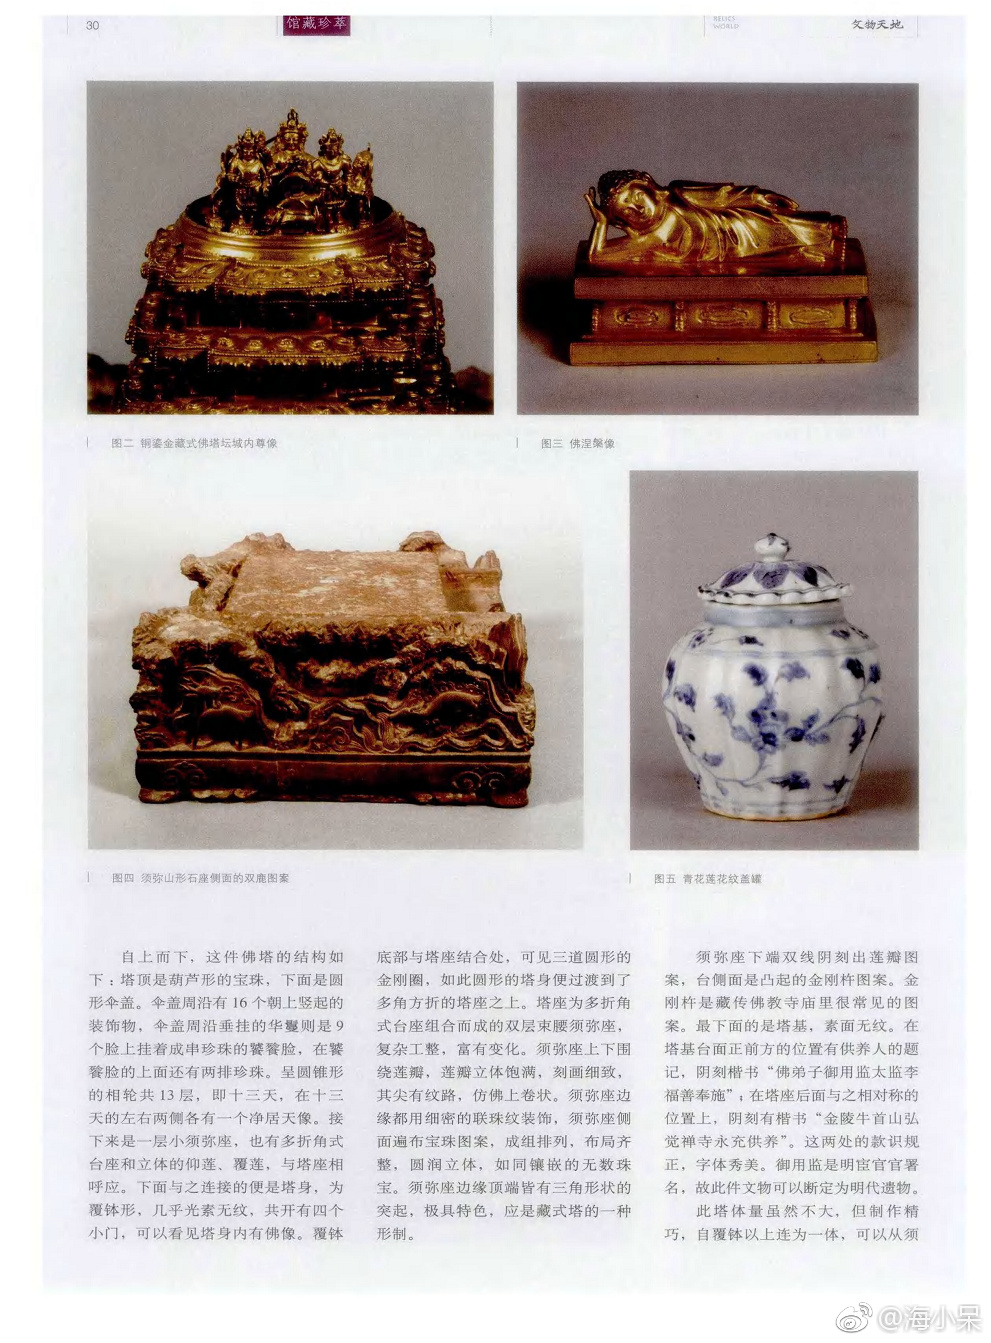 30
馆藏珍萃
RELICS
WORLD
文物天地
图二 铜鎏金藏式佛塔坛城内尊像
图三 佛涅槃像
图四 须弥山形石座侧面的双鹿图案
图五 青花莲花纹盖罐
自上而下，这件佛塔的结构如
下：塔顶是葫芦形的宝珠，下面是圆
形伞盖。伞盖周沿有16个朝上竖起的
装饰物，伞盖周沿垂挂的华鬘则是9
个脸上挂着成串珍珠的饕餮脸，在饕
餮脸的上面还有两排珍珠。呈圆锥形
的相轮共13层，即十三天，在十三
天的左右两侧各有一个净居天像。接
下来是一层小须弥座，也有多折角式
台座和立体的仰莲、覆莲，与塔座相
呼应。下面与之连接的便是塔身，为
覆钵形，几乎光素无纹，共开有四个
小门，可以看见塔身内有佛像。覆钵
底部与塔座结合处，可见三道圆形的
金刚圈，如此圆形的塔身便过渡到了
多角方折的塔座之上。塔座为多折角
式台座组合而成的双层束腰须弥座，
复杂工整，富有变化。须弥座上下围
绕莲瓣，莲瓣立体饱满，刻画细致，
其尖有纹路，仿佛上卷状。须弥座边
缘都用细密的联珠纹装饰，须弥座侧
面遍布宝珠图案，成组排列，布局齐
整，圆润立体，如同镶嵌的无数珠
宝。须弥座边缘顶端皆有三角形状的
突起，极具特色，应是藏式塔的一种
形制。
须弥座下端双线阴刻出莲瓣图
案，台侧面是凸起的金刚杵图案。金
刚杵是藏传佛教寺庙里很常见的图
案。最下面的是塔基，素面无纹。在
塔基台面正前方的位置有供养人的题
记，阴刻楷书“佛弟子御用监太监李
福善奉施”；在塔座后面与之相对称的
位置上，阴刻有楷书“金陵牛首山弘
觉禅寺永充供养”。这两处的款识规
正，字体秀美。御用监是明宦官官署
名，故此件文物可以断定为明代遗物。
此塔体量虽然不大，但制作精
巧，自覆钵以上连为一体，可以从须
@海小呆